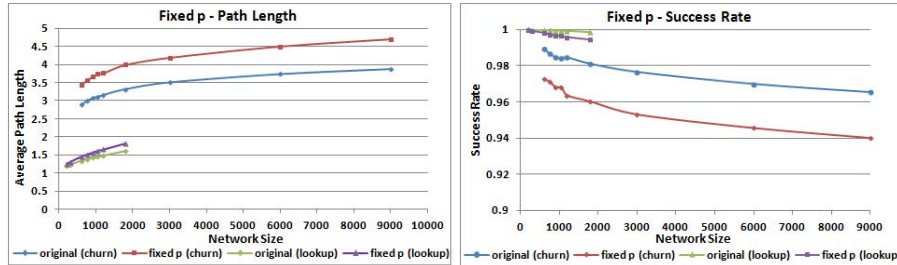 Fixed p - Path Length
5
4.5
4
3.5
3
2.5
2
1.5
1
0.5
0
Average Path Length
0 1000 2000 3000 4000 5000 6000 7000 8000 9000 10000
Network Size
original (churn) fixed p (churn) original (lookup) fixed p (lookup)
Fixed p - Success Rate
1
0.98
0.96
0.94
0.92
0.9
Success Rate
0 1000 2000 3000 4000 5000 6000 7000 8000 9000
Network Size
original (churn) fixed p (churn) original (lookup) fixed p (lookup)